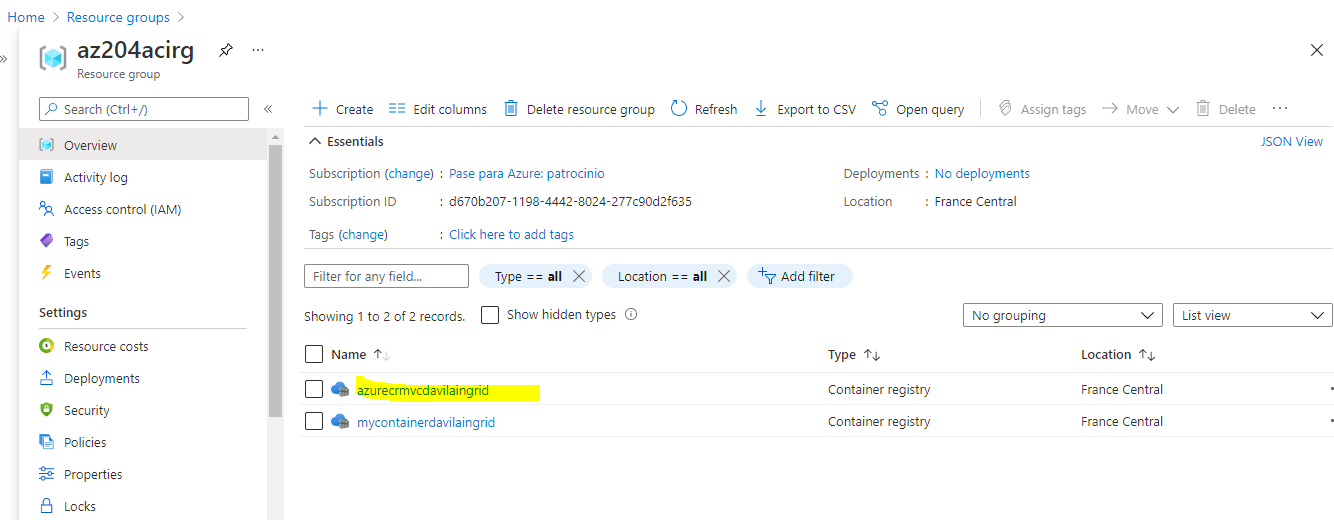 Home > Resource groups >
az204acirg
Resource group
Search (Ctrl+/)
Overview
Activity log
Access control (IAM)
Tags
Events
Settings
Resource costs
Deployments
Security
Policies
Properties
Locks
Create Edit columns Delete resource group Refresh Export to CSV Open query Assign tags Move Delete
Essentials JSON View
Subscription (change) : Pase para Azure: patrocinio Deployments : No deployments
Subscription ID : d670b207-1198-4442-8024-277c90d2f635 Location : France Central
Tags (change) : Click here to add tags
Filter for any field... Type == all Location == all Add filter
Showing 1 to 2 of 2 records. Show hidden types No grouping List view
Name Type Location
azurecrmvcdavilaingrid Container registry France Central
mycontainerdavilaingrid Container registry France Central